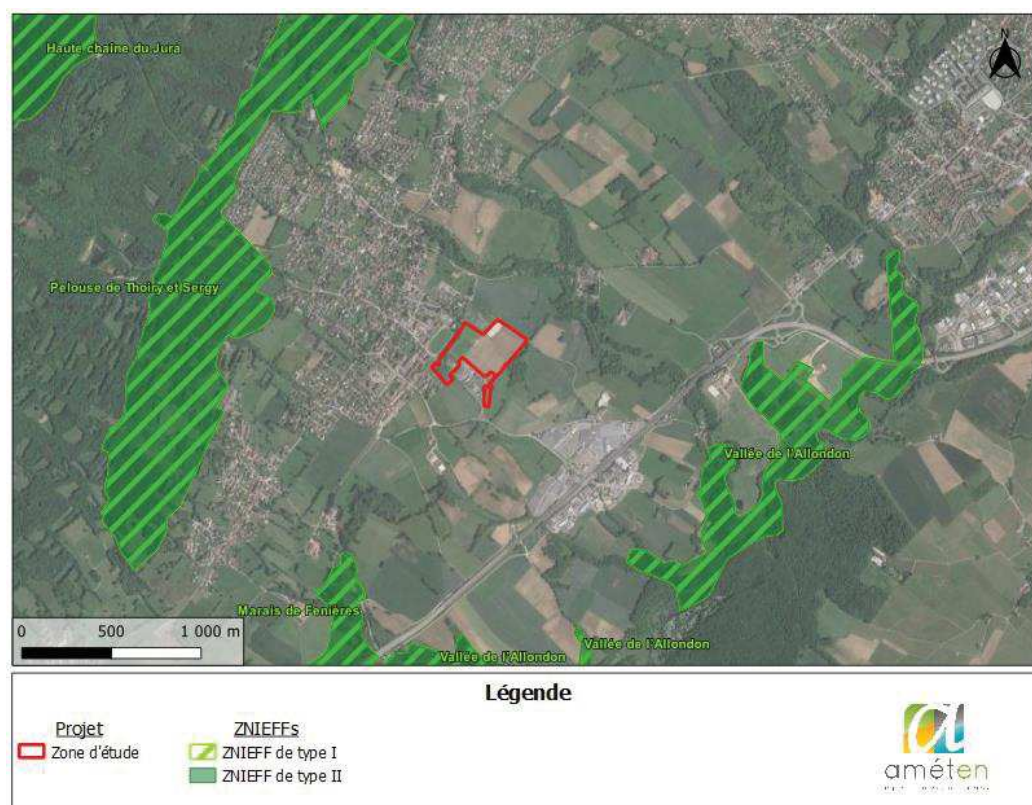 Haute chaîne du Jura
N
Pelouse de Thoiry et Sergy
Vallée de l'Allondon
Marais de Fenières
Vallée de l'Allondon
Vallée de l'Allondon
0 500 1 000 m
Légende
Projet ZNIEFFs
Zone d'étude ZNIEFF de type I
ZNIEFF de type II
améten